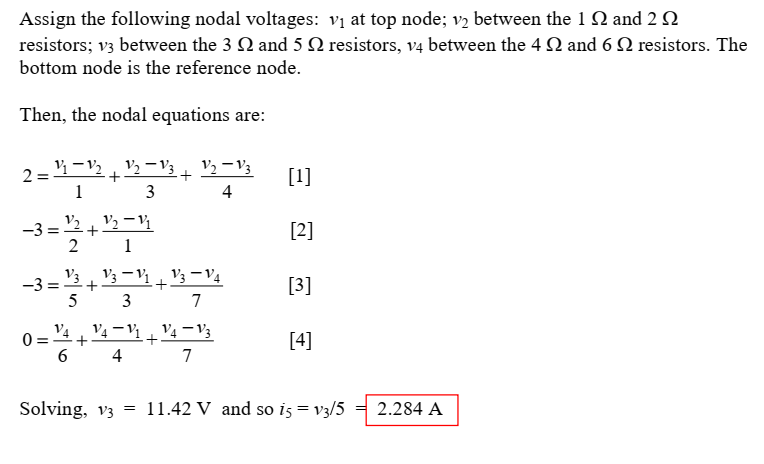 Assign the following nodal voltages: v₁ at top node; v₂ between the 1 Ω and 2 Ω
resistors; v₃ between the 3 Ω and 5 Ω resistors, v₄ between the 4 Ω and 6 Ω resistors. The
bottom node is the reference node.
Then, the nodal equations are:
2 = (v₁ − v₂)/1 + (v₂ − v₃)/3 + (v₂ − v₃)/4 [1]
−3 = v₂/2 + (v₂ − v₁)/1 [2]
−3 = v₃/5 + (v₃ − v₁)/3 + (v₃ − v₄)/7 [3]
0 = v₄/6 + (v₄ − v₁)/4 + (v₄ − v₃)/7 [4]
Solving, v₃ = 11.42 V and so i₅ = v₃/5 = 2.284 A